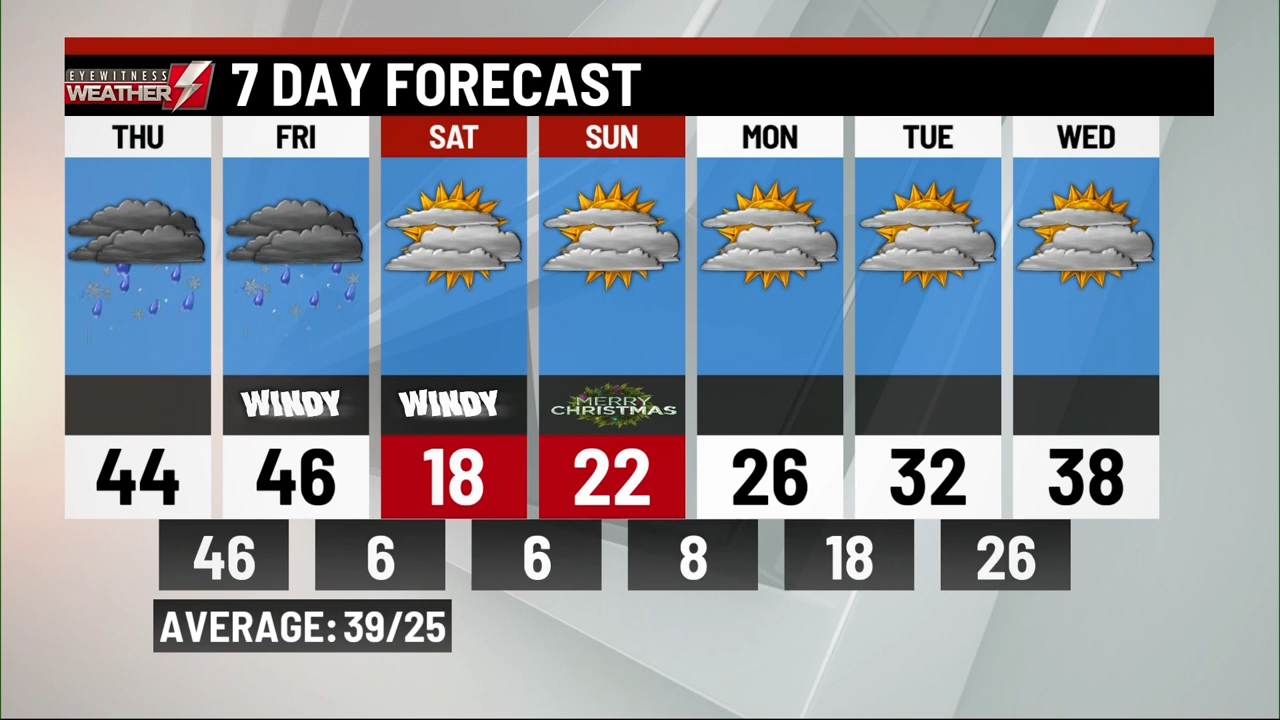 EYEWITNESS
WEATHER
7 DAY FORECAST
THU FRI SAT SUN MON TUE WED
WINDY WINDY MERRY
CHRISTMAS
44 46 18 22 26 32 38
46 6 6 8 18 26
AVERAGE: 39/25